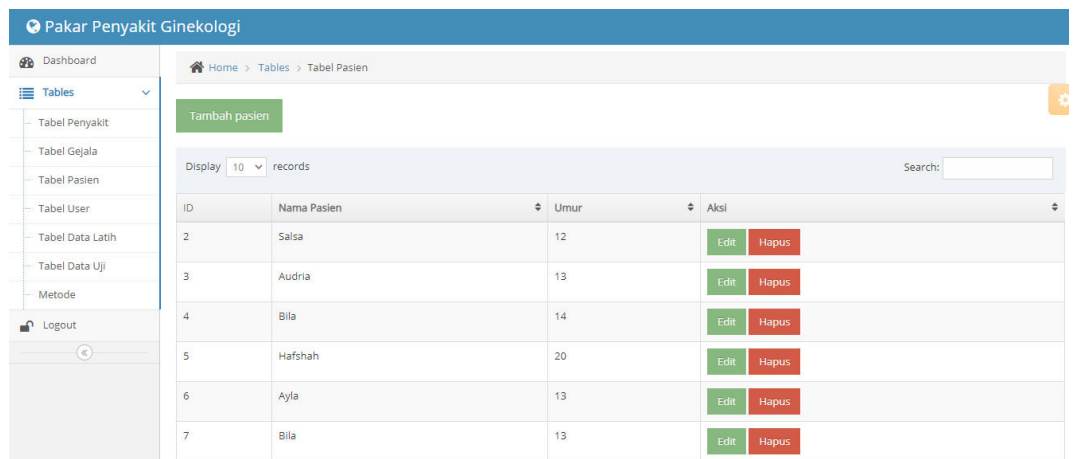 Pakar Penyakit Ginekologi
Dashboard
Home > Tables > Tabel Pasien
Tables
Tambah pasien
Tabel Penyakit
Tabel Gejala
Tabel Pasien
Tabel User
Tabel Data Latih
Tabel Data Uji
Metode
Logout
Display 10 records Search:
ID Nama Pasien Umur Aksi
2 Salsa 12 Edit Hapus
3 Audria 13 Edit Hapus
4 Bila 14 Edit Hapus
5 Hafshah 20 Edit Hapus
6 Ayla 13 Edit Hapus
7 Bila 13 Edit Hapus